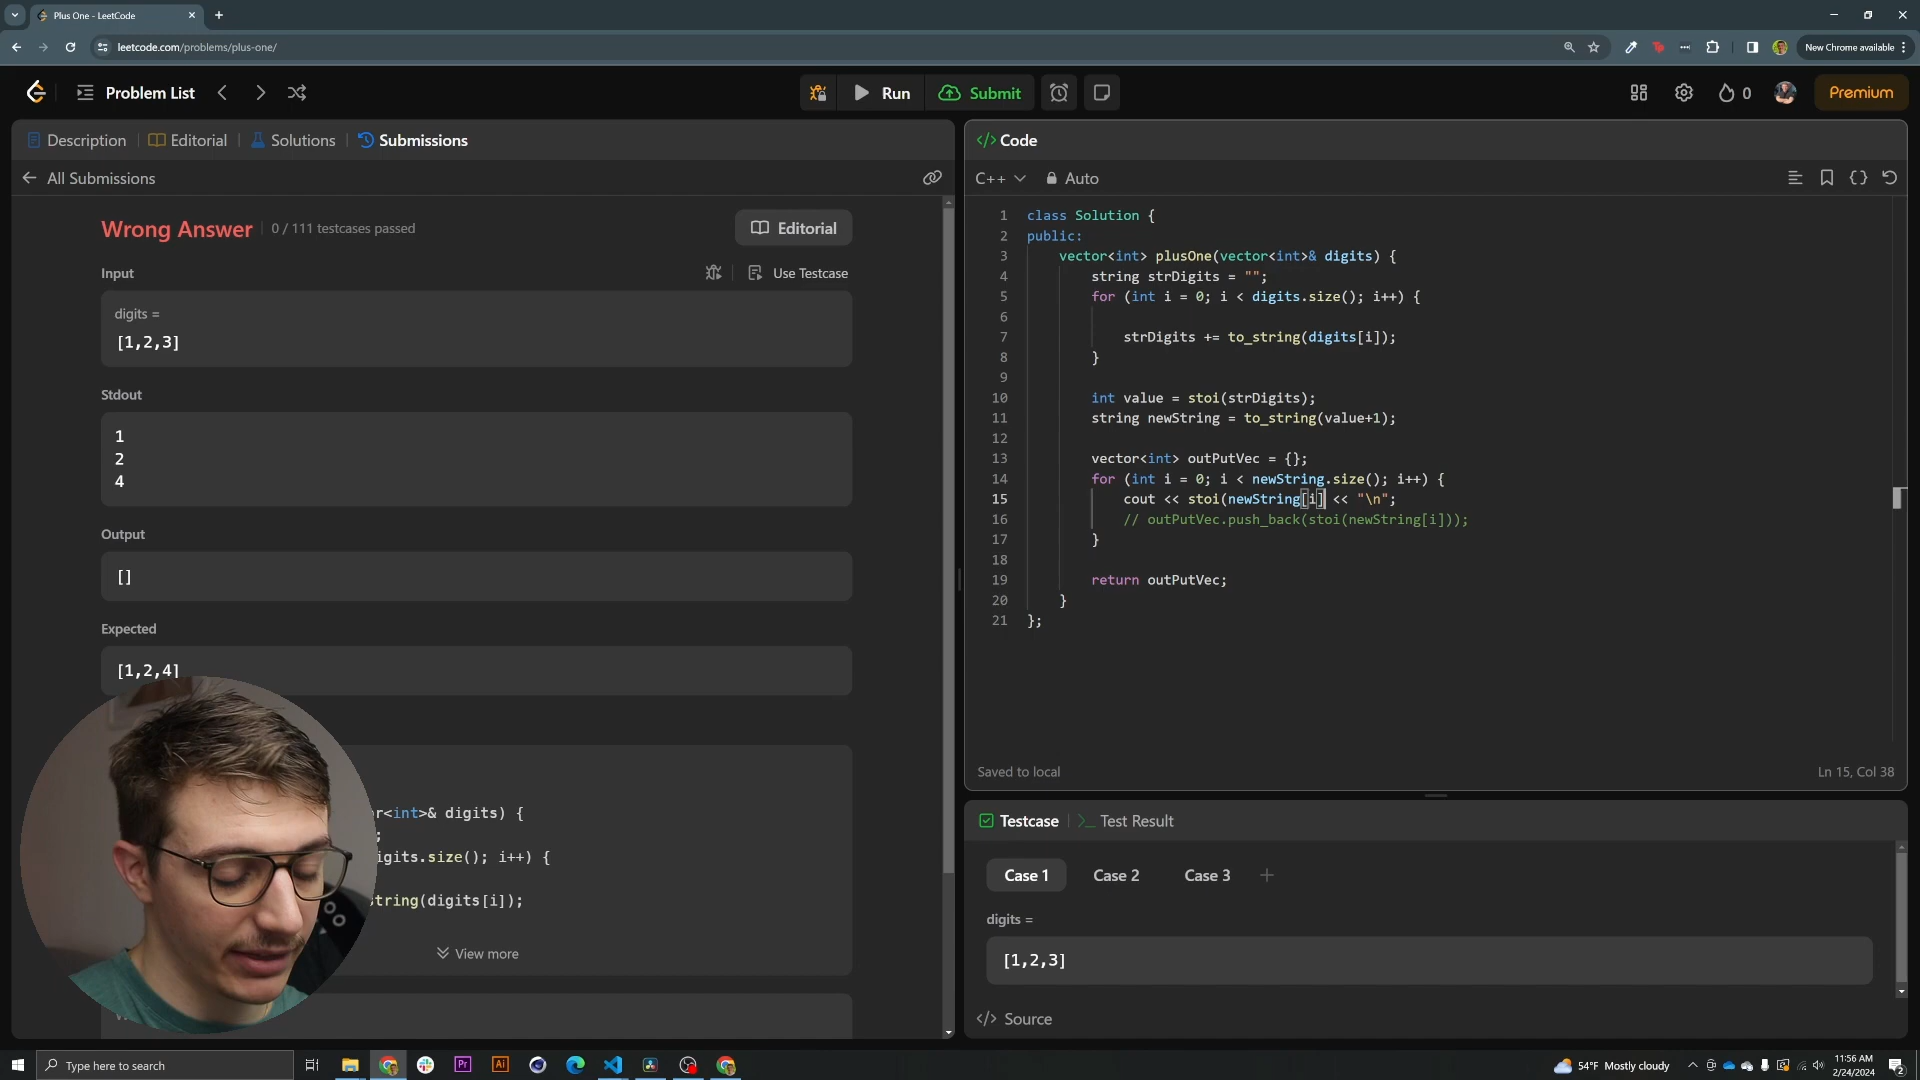 Plus One - LeetCode
leetcode.com/problems/plus-one/
New Chrome available
Problem List
Run
Submit
0
Premium
Description
Editorial
Solutions
Submissions
All Submissions
Wrong Answer
0 / 111 testcases passed
Editorial
Input
Use Testcase
digits =
[1,2,3]
Stdout
1
2
4
Output
[]
Expected
[1,2,4]
r<int>& digits) {
;
igits.size(); i++) {
string(digits[i]);
View more
</> Code
C++
Auto
1 class Solution {
2 public:
3 vector<int> plusOne(vector<int>& digits) {
4 string strDigits = "";
5 for (int i = 0; i < digits.size(); i++) {
6
7 strDigits += to_string(digits[i]);
8 }
9
10 int value = stoi(strDigits);
11 string newString = to_string(value+1);
12
13 vector<int> outPutVec = {};
14 for (int i = 0; i < newString.size(); i++) {
15 cout << stoi(newString[i] << "\n";
16 // outPutVec.push_back(stoi(newString[i]));
17 }
18
19 return outPutVec;
20 }
21 };
Saved to local
Ln 15, Col 38
Testcase
Test Result
Case 1
Case 2
Case 3
digits =
[1,2,3]
</> Source
Type here to search
Pr
Ai
54°F Mostly cloudy
11:56 AM
2/24/2024
2